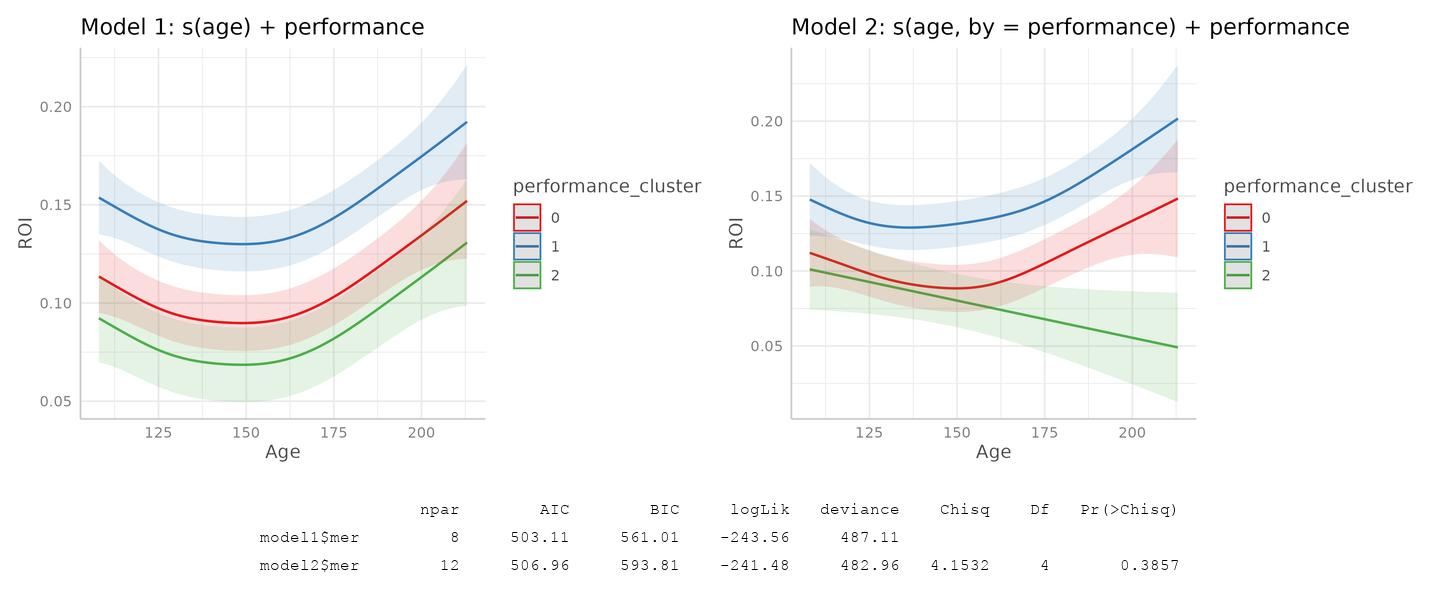 Model 1: s(age) + performance
0.20
0.15
0.10
0.05
ROI
125 150 175 200
Age
performance_cluster
0
1
2
Model 2: s(age, by = performance) + performance
0.20
0.15
0.10
0.05
ROI
125 150 175 200
Age
performance_cluster
0
1
2
npar AIC BIC logLik deviance Chisq Df Pr(>Chisq)
model1$mer 8 503.11 561.01 -243.56 487.11
model2$mer 12 506.96 593.81 -241.48 482.96 4.1532 4 0.3857